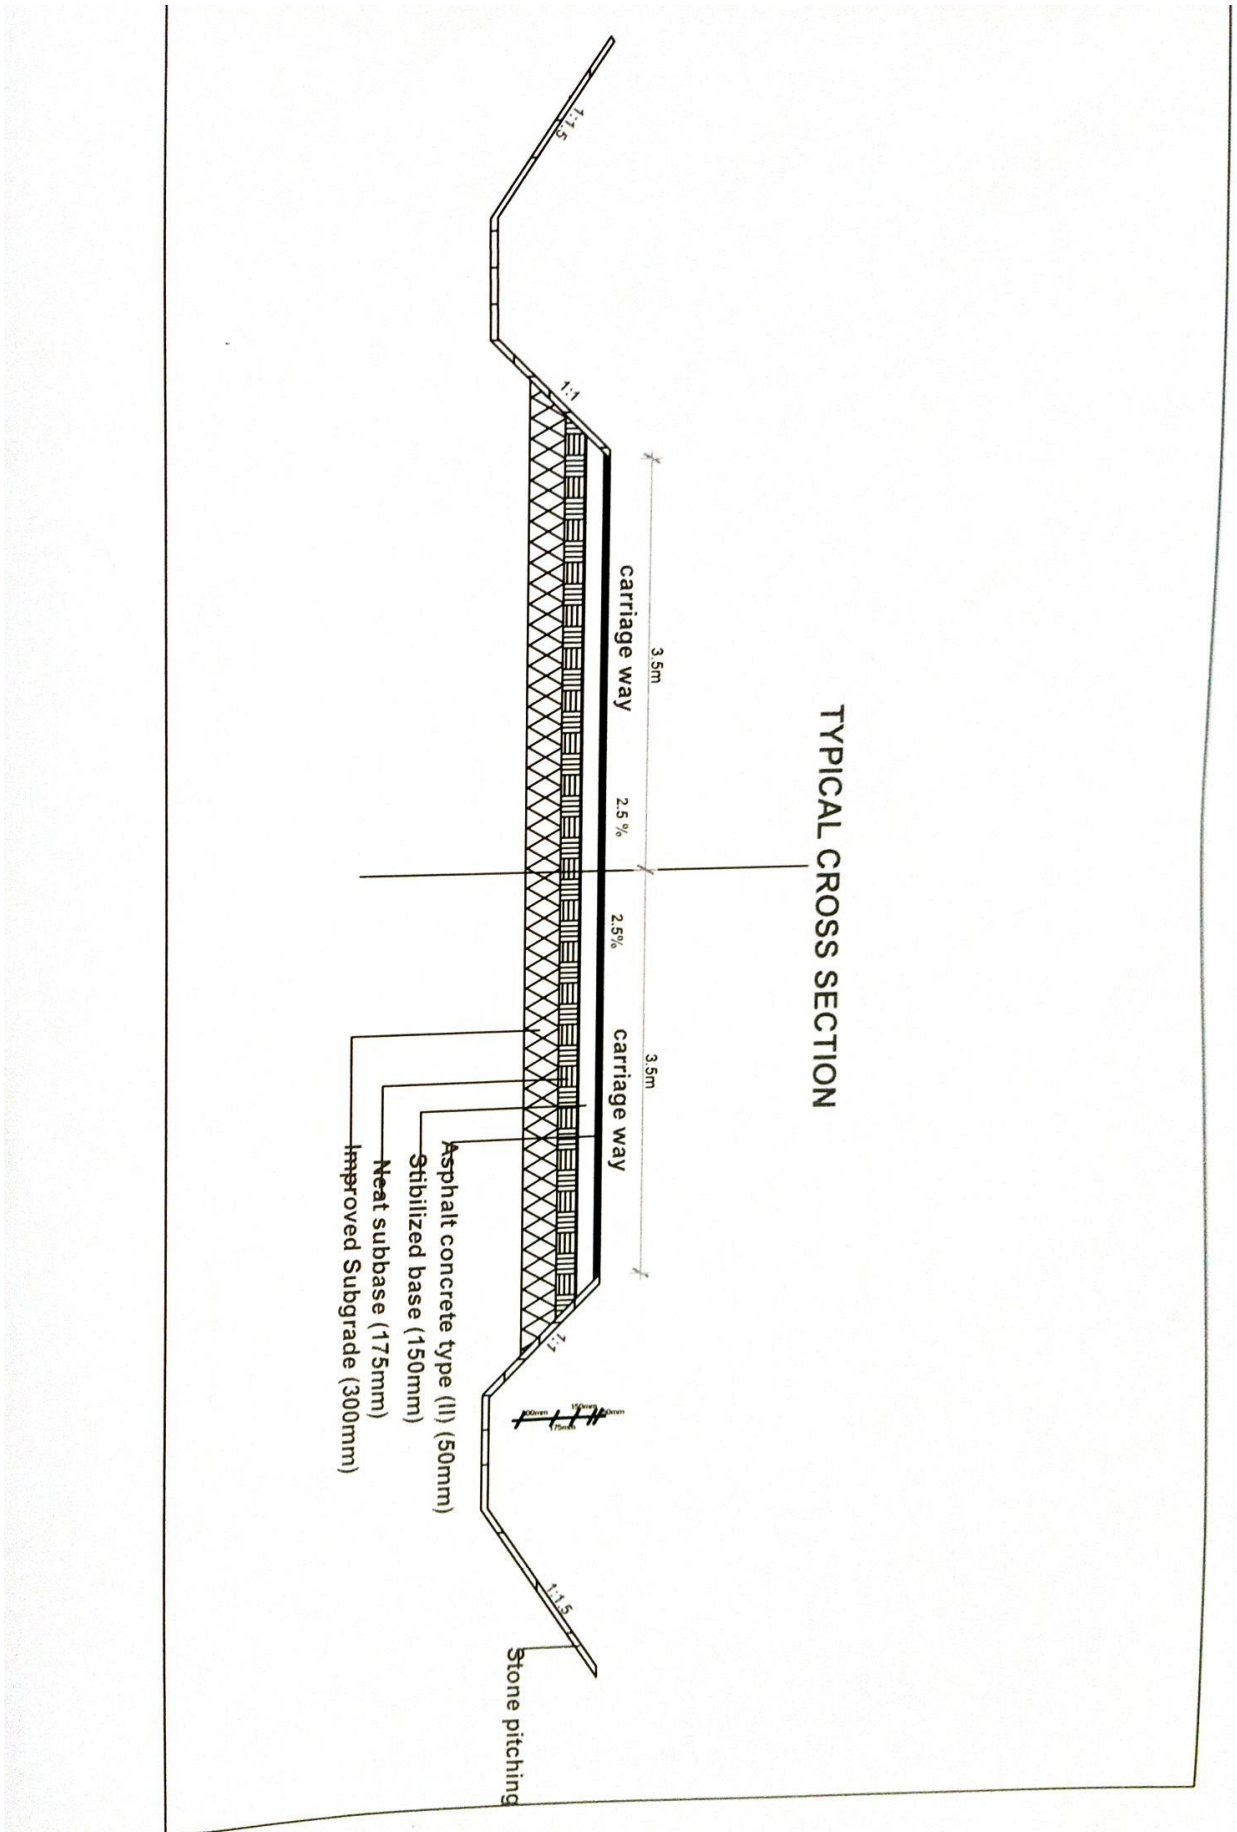 TYPICAL CROSS SECTION
3.5m
3.5m
carriage way
2.5 %
2.5%
carriage way
1:1.5
1:1
1:1
1:1.5
150mm
175mm
Asphalt concrete type (II) (50mm)
Stibilized base (150mm)
Neat subbase (175mm)
Improved Subgrade (300mm)
Stone pitching